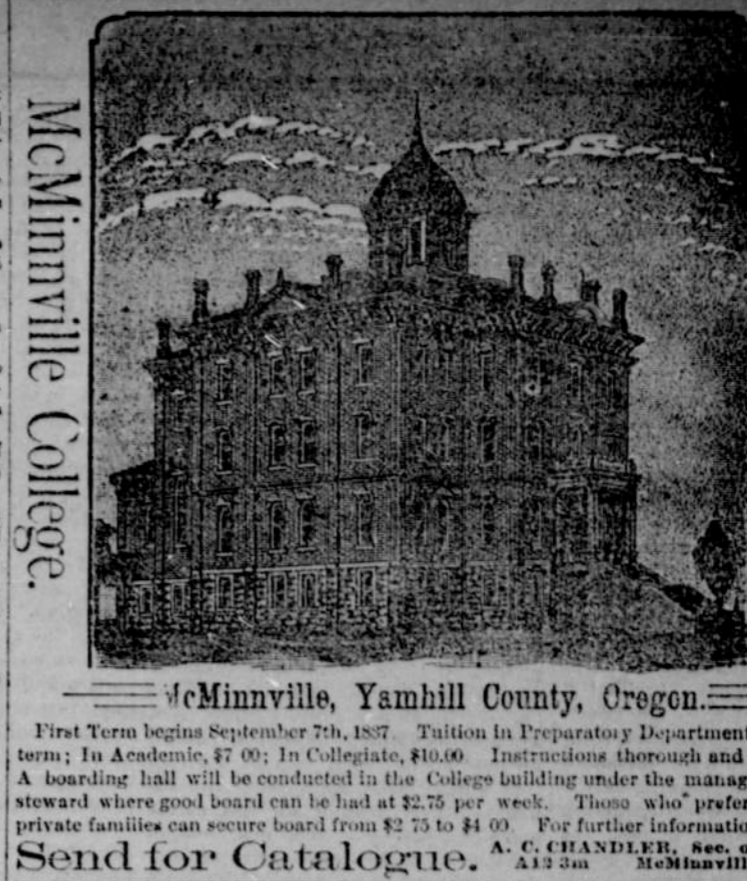 McMinnville College.
McMinnville, Yamhill County, Oregon.
First Term begins September 7th, 1887. Tuition in Preparatory Department
term; In Academic, $7 00; In Collegiate, $10.00 Instructions thorough and
A boarding hall will be conducted in the College building under the manag
steward where good board can be had at $2.75 per week. Those who prefer
private families can secure board from $2 75 to $4 00. For further informatio
Send for Catalogue.
A. C. CHANDLER, Sec. o
A12 3m McMinnvill